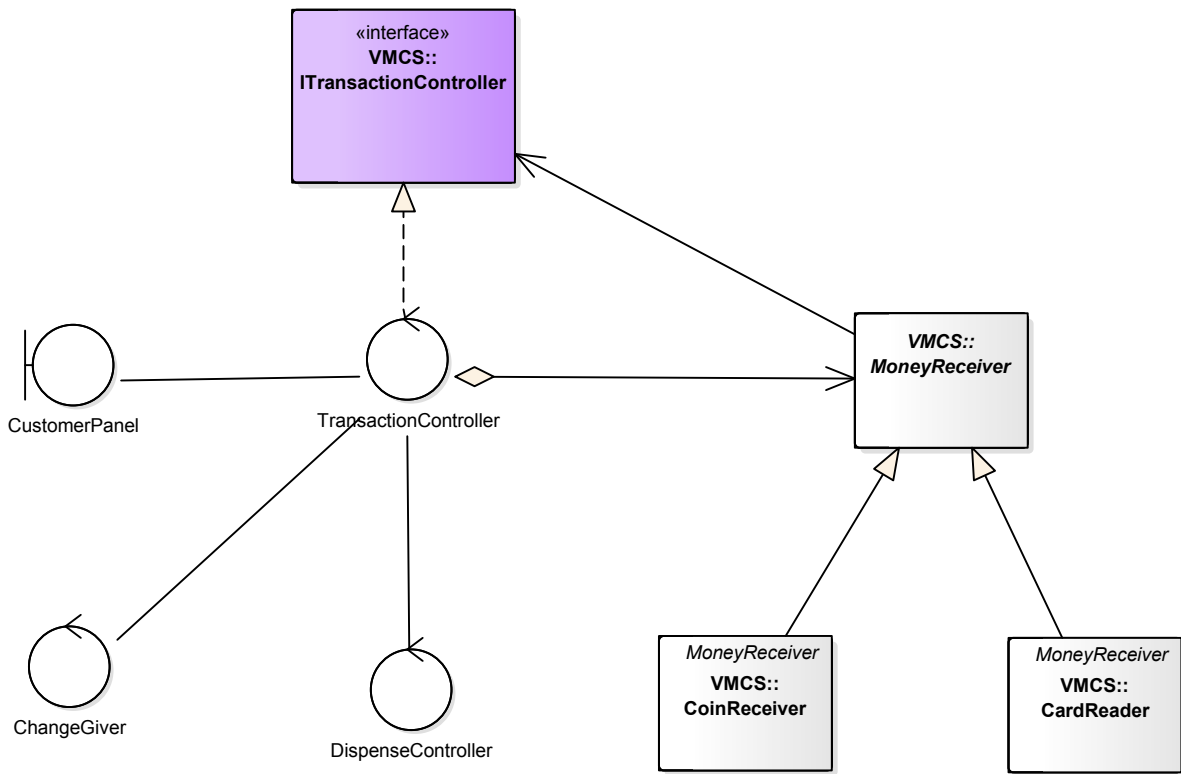 «interface»
VMCS::
ITransactionController
VMCS::
MoneyReceiver
CustomerPanel
TransactionController
MoneyReceiver
VMCS::
CoinReceiver
MoneyReceiver
VMCS::
CardReader
ChangeGiver
DispenseController